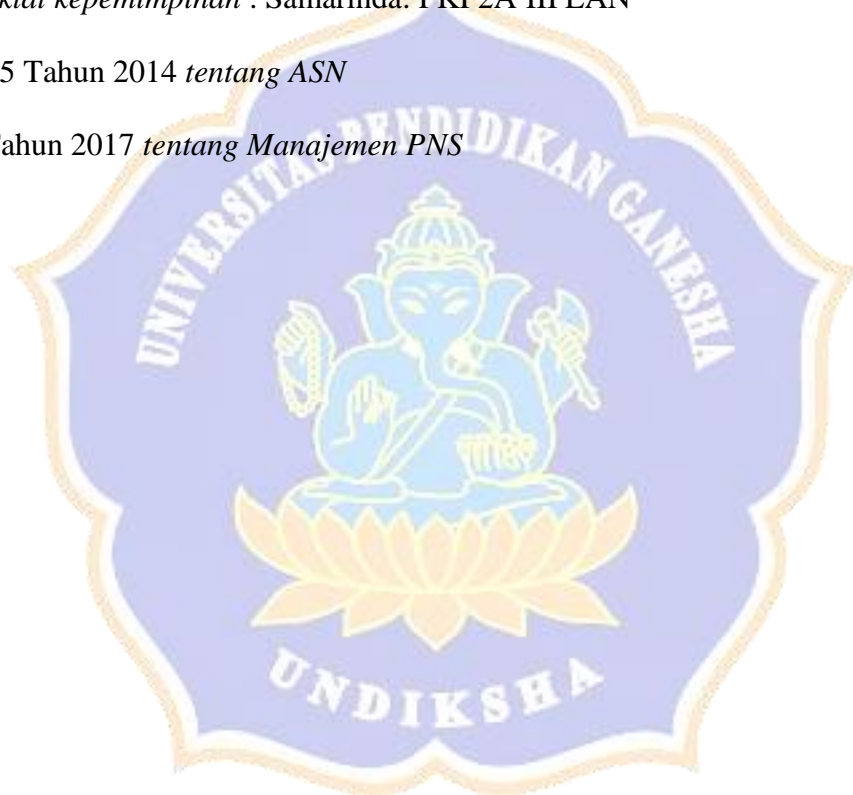 kepemimpinan : Samarinda: PKP2A III LAN
5 Tahun 2014 tentang ASN
Tahun 2017 tentang Manajemen PNS
UNIVERSITAS PENDIDIKAN GANESHA
UNDIKSHA